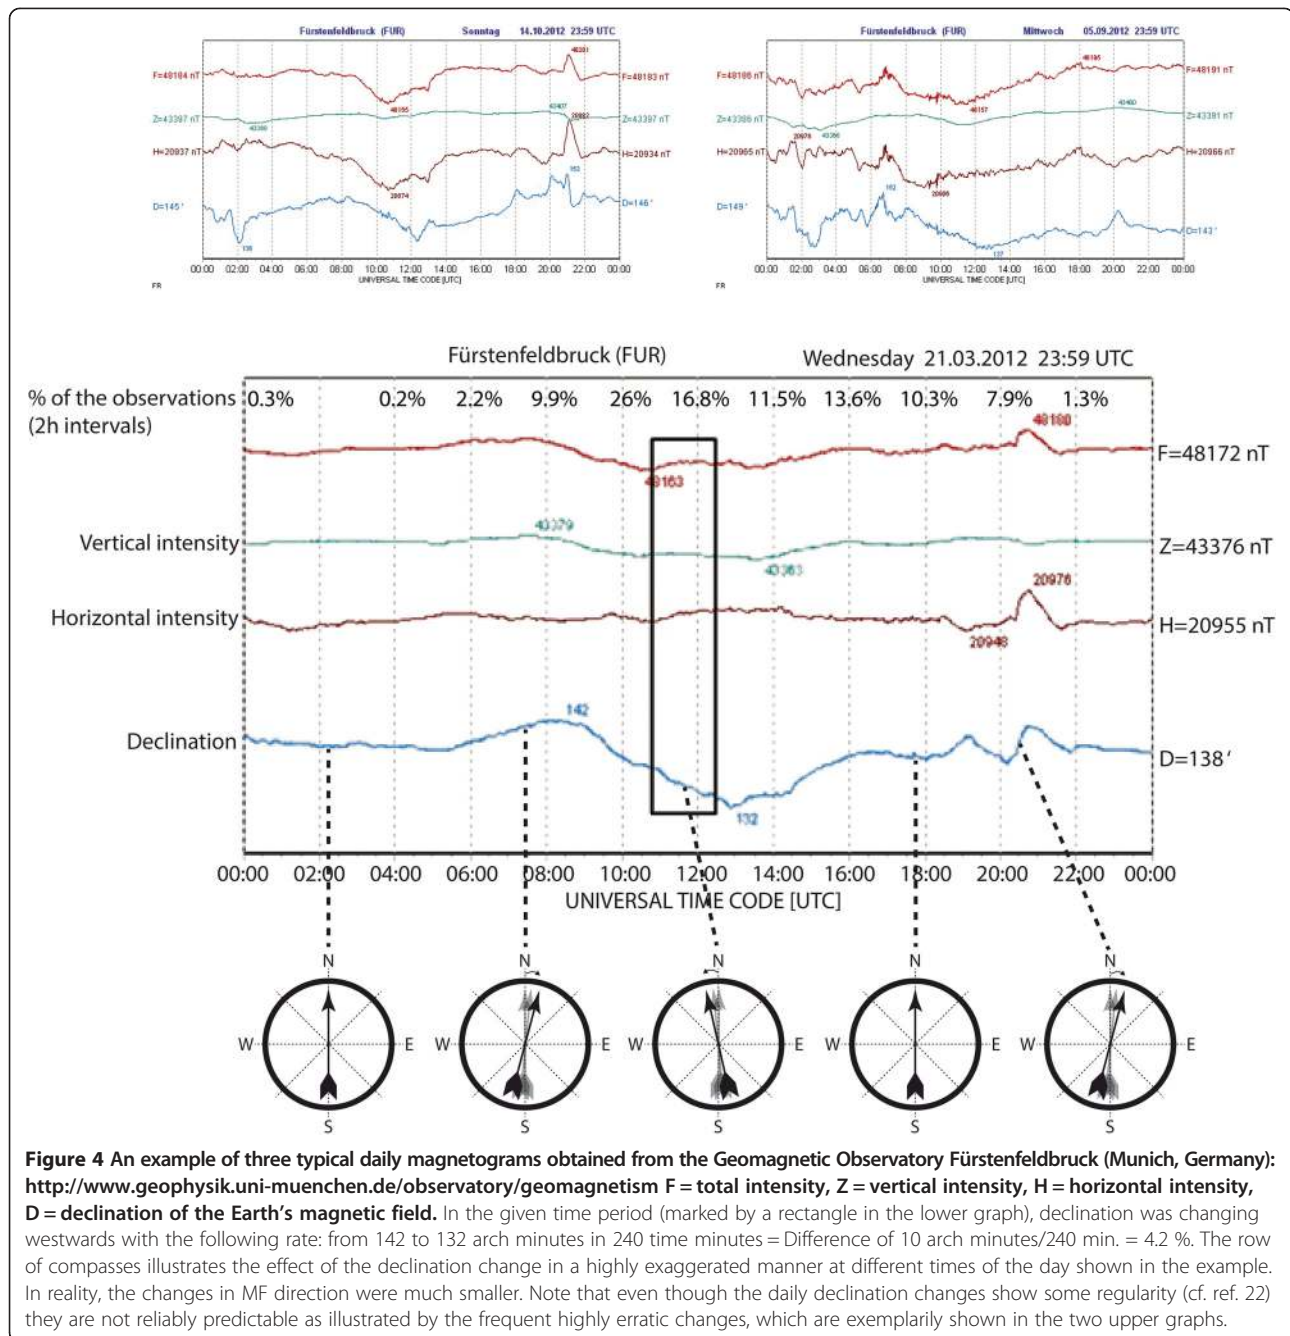 Fürstenfeldbruck (FUR) Sonntag 14.10.2012 23:59 UTC
F=48184 nT
F=48183 nT
48155
Z=43397 nT
43407
Z=43397 nT
H=20937 nT
H=20934 nT
20874
D=145'
D=146'
00:00 02:00 04:00 06:00 08:00 10:00 12:00 14:00 16:00 18:00 20:00 22:00 00:00
UNIVERSAL TIME CODE [UTC]
FR
Fürstenfeldbruck (FUR) Mittwoch 05.09.2012 23:59 UTC
F=48186 nT
48195
F=48191 nT
48157
Z=43386 nT
Z=43391 nT
20976
43386
H=20965 nT
H=20966 nT
D=149'
D=143'
137
00:00 02:00 04:00 06:00 08:00 10:00 12:00 14:00 16:00 18:00 20:00 22:00 00:00
UNIVERSAL TIME CODE [UTC]
FR
Fürstenfeldbruck (FUR) Wednesday 21.03.2012 23:59 UTC
% of the observations
(2h intervals)
0.3% 0.2% 2.2% 9.9% 26% 16.8% 11.5% 13.6% 10.3% 7.9% 1.3%
48180
F=48172 nT
48163
Vertical intensity
43379
Z=43376 nT
43363
Horizontal intensity
20976
H=20955 nT
20948
Declination
142
D=138'
132
00:00 02:00 04:00 06:00 08:00 10:00 12:00 14:00 16:00 18:00 20:00 22:00 00:00
UNIVERSAL TIME CODE [UTC]
N N N N N
W E W E W E W E W E
S S S S S
Figure 4 An example of three typical daily magnetograms obtained from the Geomagnetic Observatory Fürstenfeldbruck (Munich, Germany):
http://www.geophysik.uni-muenchen.de/observatory/geomagnetism F = total intensity, Z = vertical intensity, H = horizontal intensity,
D = declination of the Earth's magnetic field. In the given time period (marked by a rectangle in the lower graph), declination was changing
westwards with the following rate: from 142 to 132 arch minutes in 240 time minutes = Difference of 10 arch minutes/240 min. = 4.2 %. The row
of compasses illustrates the effect of the declination change in a highly exaggerated manner at different times of the day shown in the example.
In reality, the changes in MF direction were much smaller. Note that even though the daily declination changes show some regularity (cf. ref. 22)
they are not reliably predictable as illustrated by the frequent highly erratic changes, which are exemplarily shown in the two upper graphs.